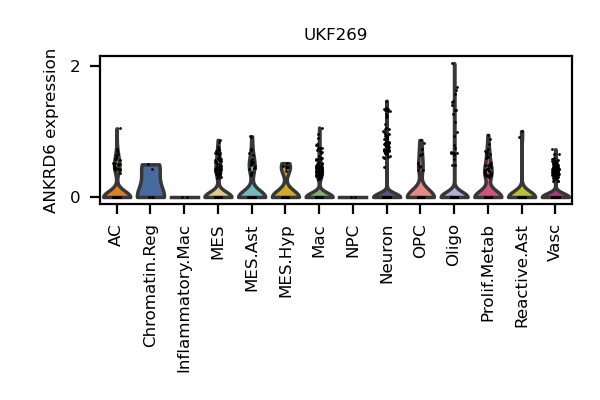 UKF269
ANKRD6 expression
2
0
AC
Chromatin.Reg
Inflammatory.Mac
MES
MES.Ast
MES.Hyp
Mac
NPC
Neuron
OPC
Oligo
Prolif.Metab
Reactive.Ast
Vasc